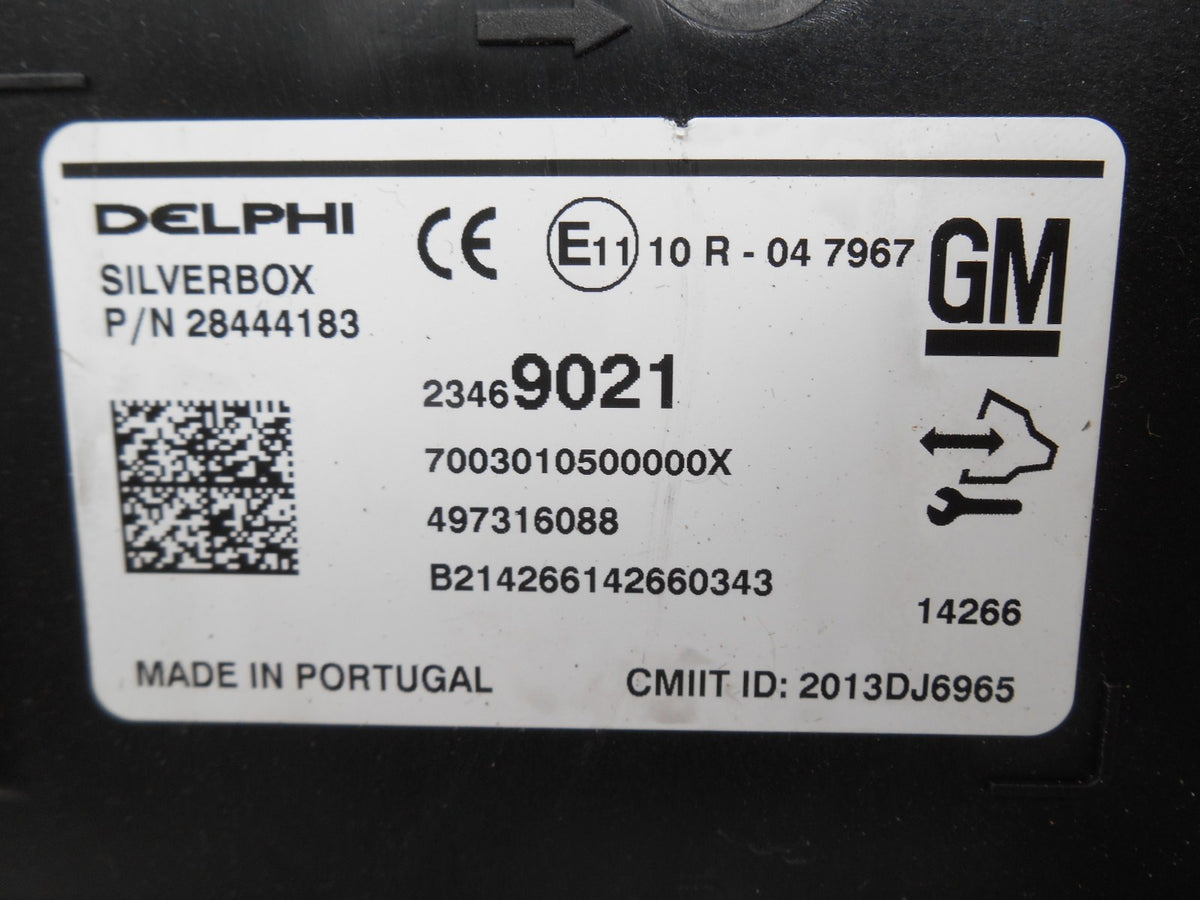 DELPHI
SILVERBOX
P/N 28444183
CE E11 10 R - 04 7967
GM
23469021
7003010500000X
497316088
B214266142660343
14266
MADE IN PORTUGAL
CMIIT ID: 2013DJ6965